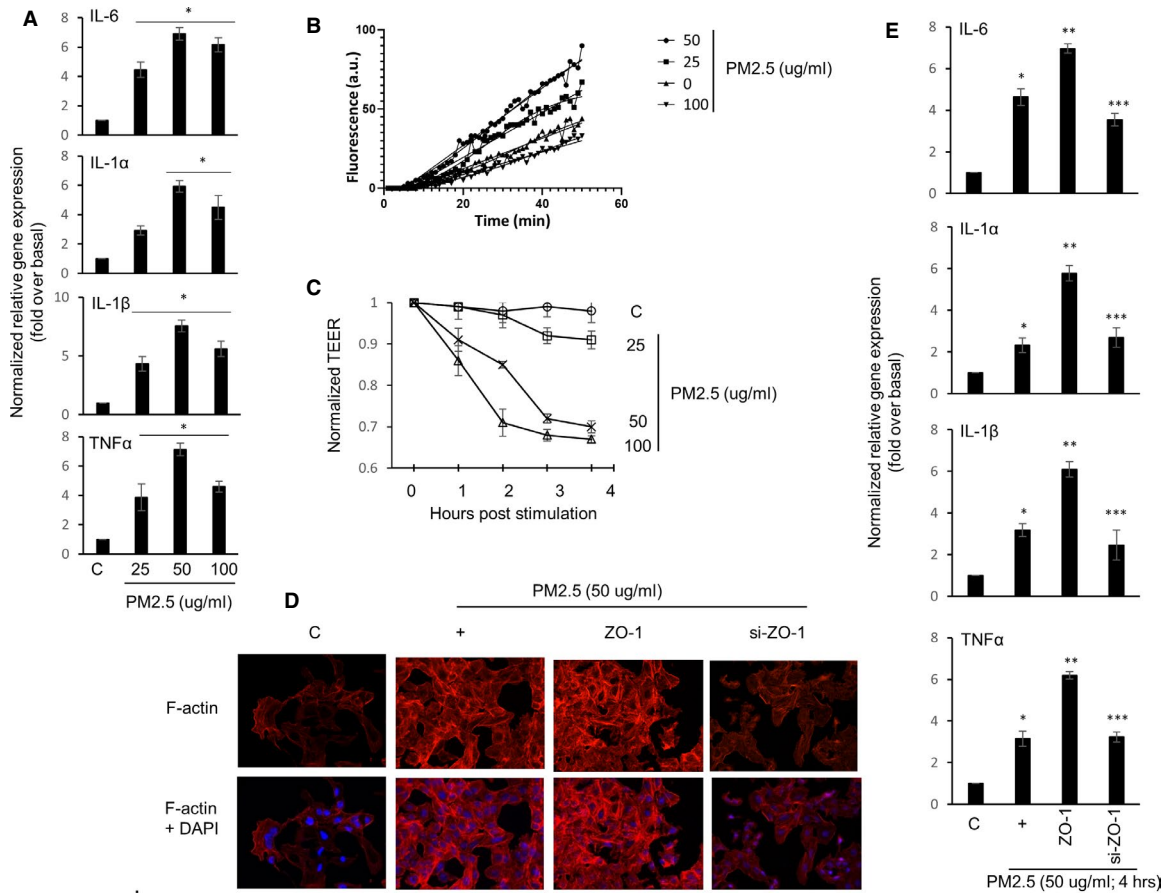 A
Normalized relative gene expression
(fold over basal)
IL-6
8
6
4
2
0
*
IL-1α
8
6
4
2
0
*
IL-1β
10
5
0
*
TNFα
8
6
4
2
0
*
C 25 50 100
PM2.5 (ug/ml)
B
Fluorescence (a.u.)
100
50
0
0 20 40 60
Time (min)
50
25
0
100
PM2.5 (ug/ml)
C
Normalized TEER
1
0.9
0.8
0.7
0.6
0 1 2 3 4
Hours post stimulation
C
25
50
100
PM2.5 (ug/ml)
D
PM2.5 (50 ug/ml)
C + ZO-1 si-ZO-1
F-actin
F-actin
+ DAPI
E
Normalized relative gene expression
(fold over basal)
IL-6
8
6
4
2
0
* ** ***
IL-1α
8
6
4
2
0
* ** ***
IL-1β
8
6
4
2
0
* ** ***
TNFα
8
6
4
2
0
* ** ***
C + ZO-1 si-ZO-1
PM2.5 (50 ug/ml; 4 hrs)